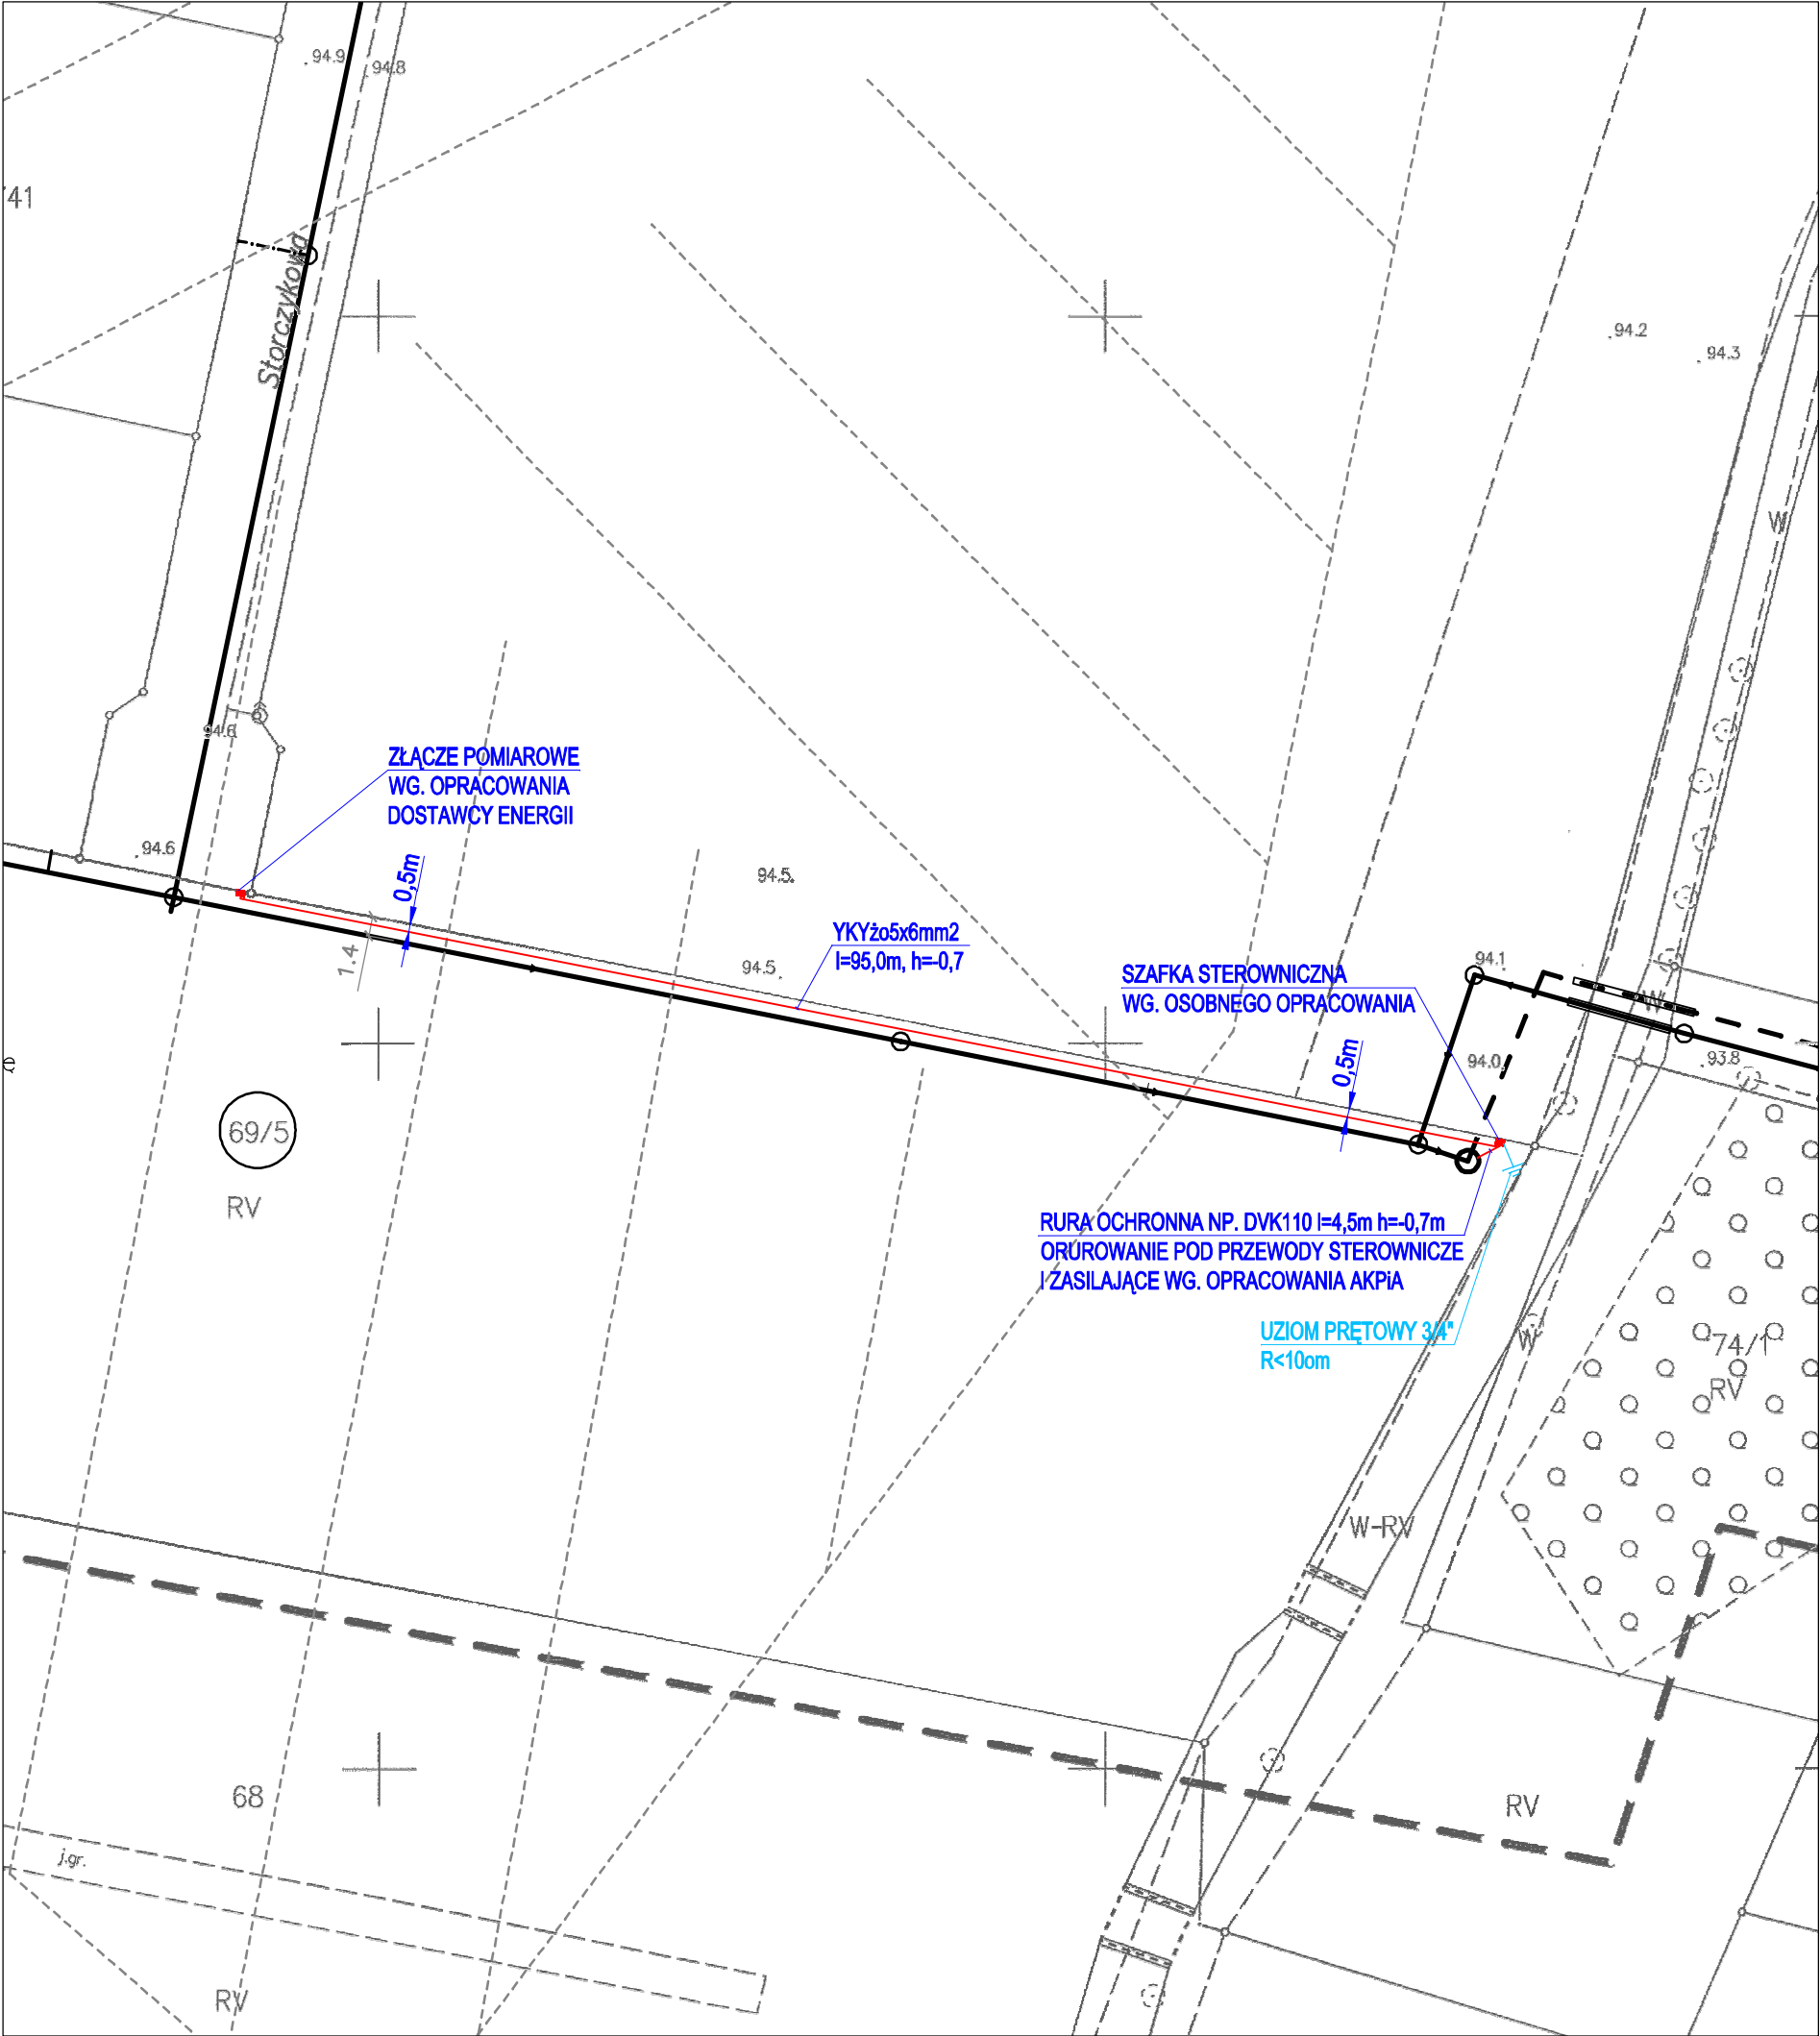 94.9
94.8
41
Storczykowa
94.2
94.3
W
94.6
ZŁĄCZE POMIAROWE
WG. OPRACOWANIA
DOSTAWCY ENERGII
94.6
0,5m
94.5
1.4
YKYżo5x6mm2
l=95,0m, h=-0,7
94.5
94.1
SZAFKA STEROWNICZNA
WG. OSOBNEGO OPRACOWANIA
W
94.0
93.8
0,5m
69/5
RV
RURA OCHRONNA NP. DVK110 l=4,5m h=-0,7m
ORUROWANIE POD PRZEWODY STEROWNICZE
I ZASILAJĄCE WG. OPRACOWANIA AKPiA
UZIOM PRĘTOWY 3/4"
R<10om
W
74/1
RV
W-RV
68
RV
j.gr.
RV